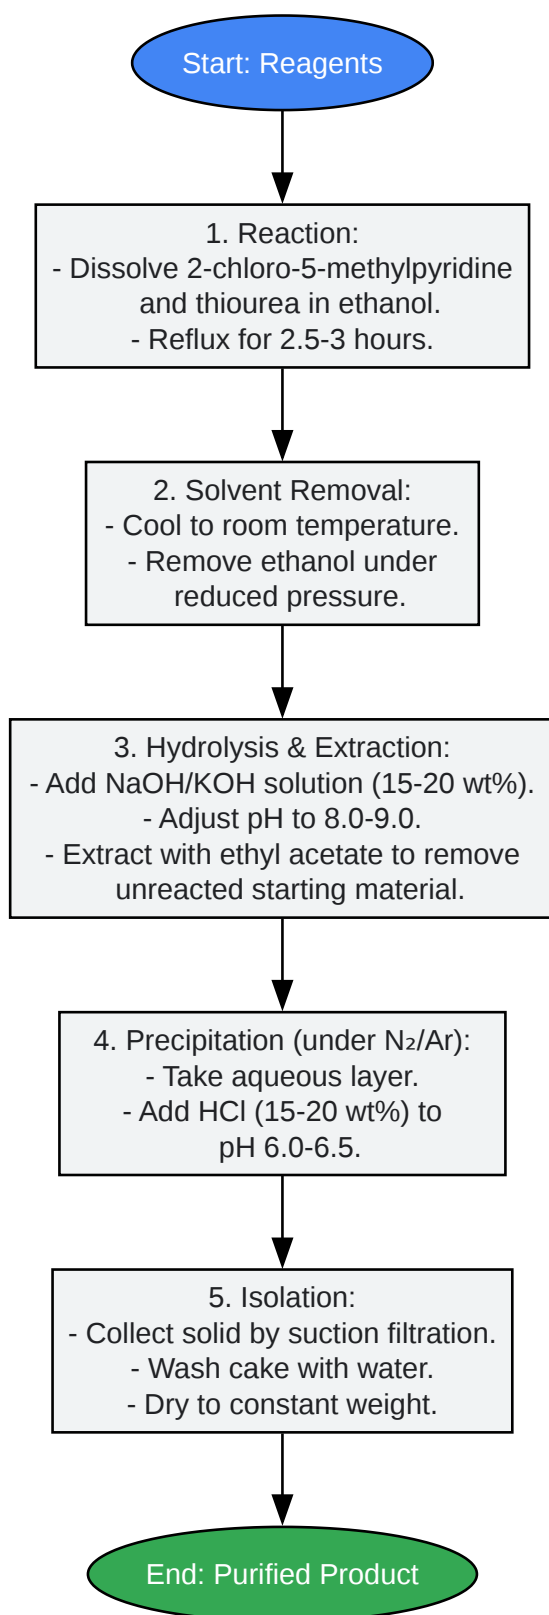 Start: Reagents
1. Reaction:
- Dissolve 2-chloro-5-methylpyridine
and thiourea in ethanol.
- Reflux for 2.5-3 hours.
2. Solvent Removal:
- Cool to room temperature.
- Remove ethanol under
reduced pressure.
3. Hydrolysis & Extraction:
- Add NaOH/KOH solution (15-20 wt%).
- Adjust pH to 8.0-9.0.
- Extract with ethyl acetate to remove
unreacted starting material.
4. Precipitation (under N₂/Ar):
- Take aqueous layer.
- Add HCl (15-20 wt%) to
pH 6.0-6.5.
5. Isolation:
- Collect solid by suction filtration.
- Wash cake with water.
- Dry to constant weight.
End: Purified Product